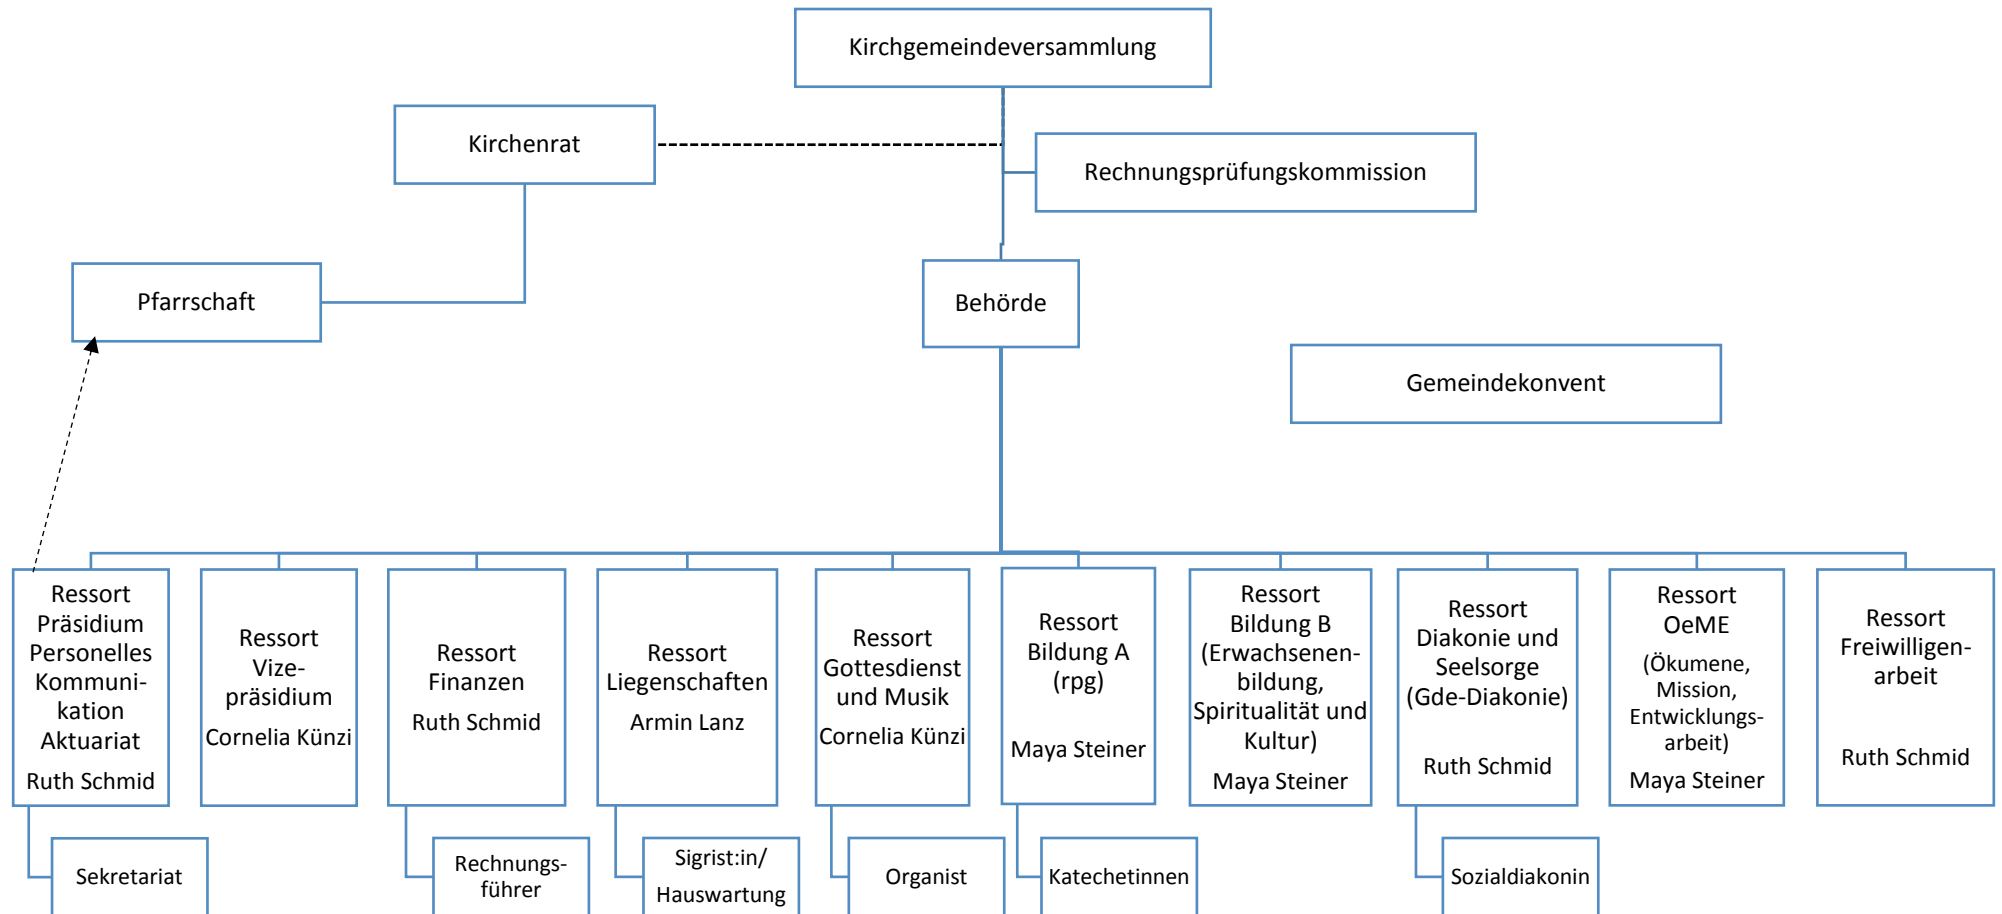 Kirchgemeindeversammlung
Kirchenrat
Rechnungsprüfungskommission
Pfarrschaft
Behörde
Gemeindekonvent
Ressort
Präsidium
Personelles
Kommuni-
kation
Aktuariat
Ruth Schmid
Ressort
Vize-
präsidium
Cornelia Künzi
Ressort
Finanzen
Ruth Schmid
Ressort
Liegenschaften
Armin Lanz
Ressort
Gottesdienst
und Musik
Cornelia Künzi
Ressort
Bildung A
(rpg)
Maya Steiner
Ressort
Bildung B
(Erwachsenen-
bildung,
Spiritualität und
Kultur)
Maya Steiner
Ressort
Diakonie und
Seelsorge
(Gde-Diakonie)
Ruth Schmid
Ressort
OeME
(Ökumene,
Mission,
Entwicklungs-
arbeit)
Maya Steiner
Ressort
Freiwilligen-
arbeit
Ruth Schmid
Sekretariat
Rechnungs-
führer
Sigrist:in/
Hauswartung
Organist
Katechetinnen
Sozialdiakonin